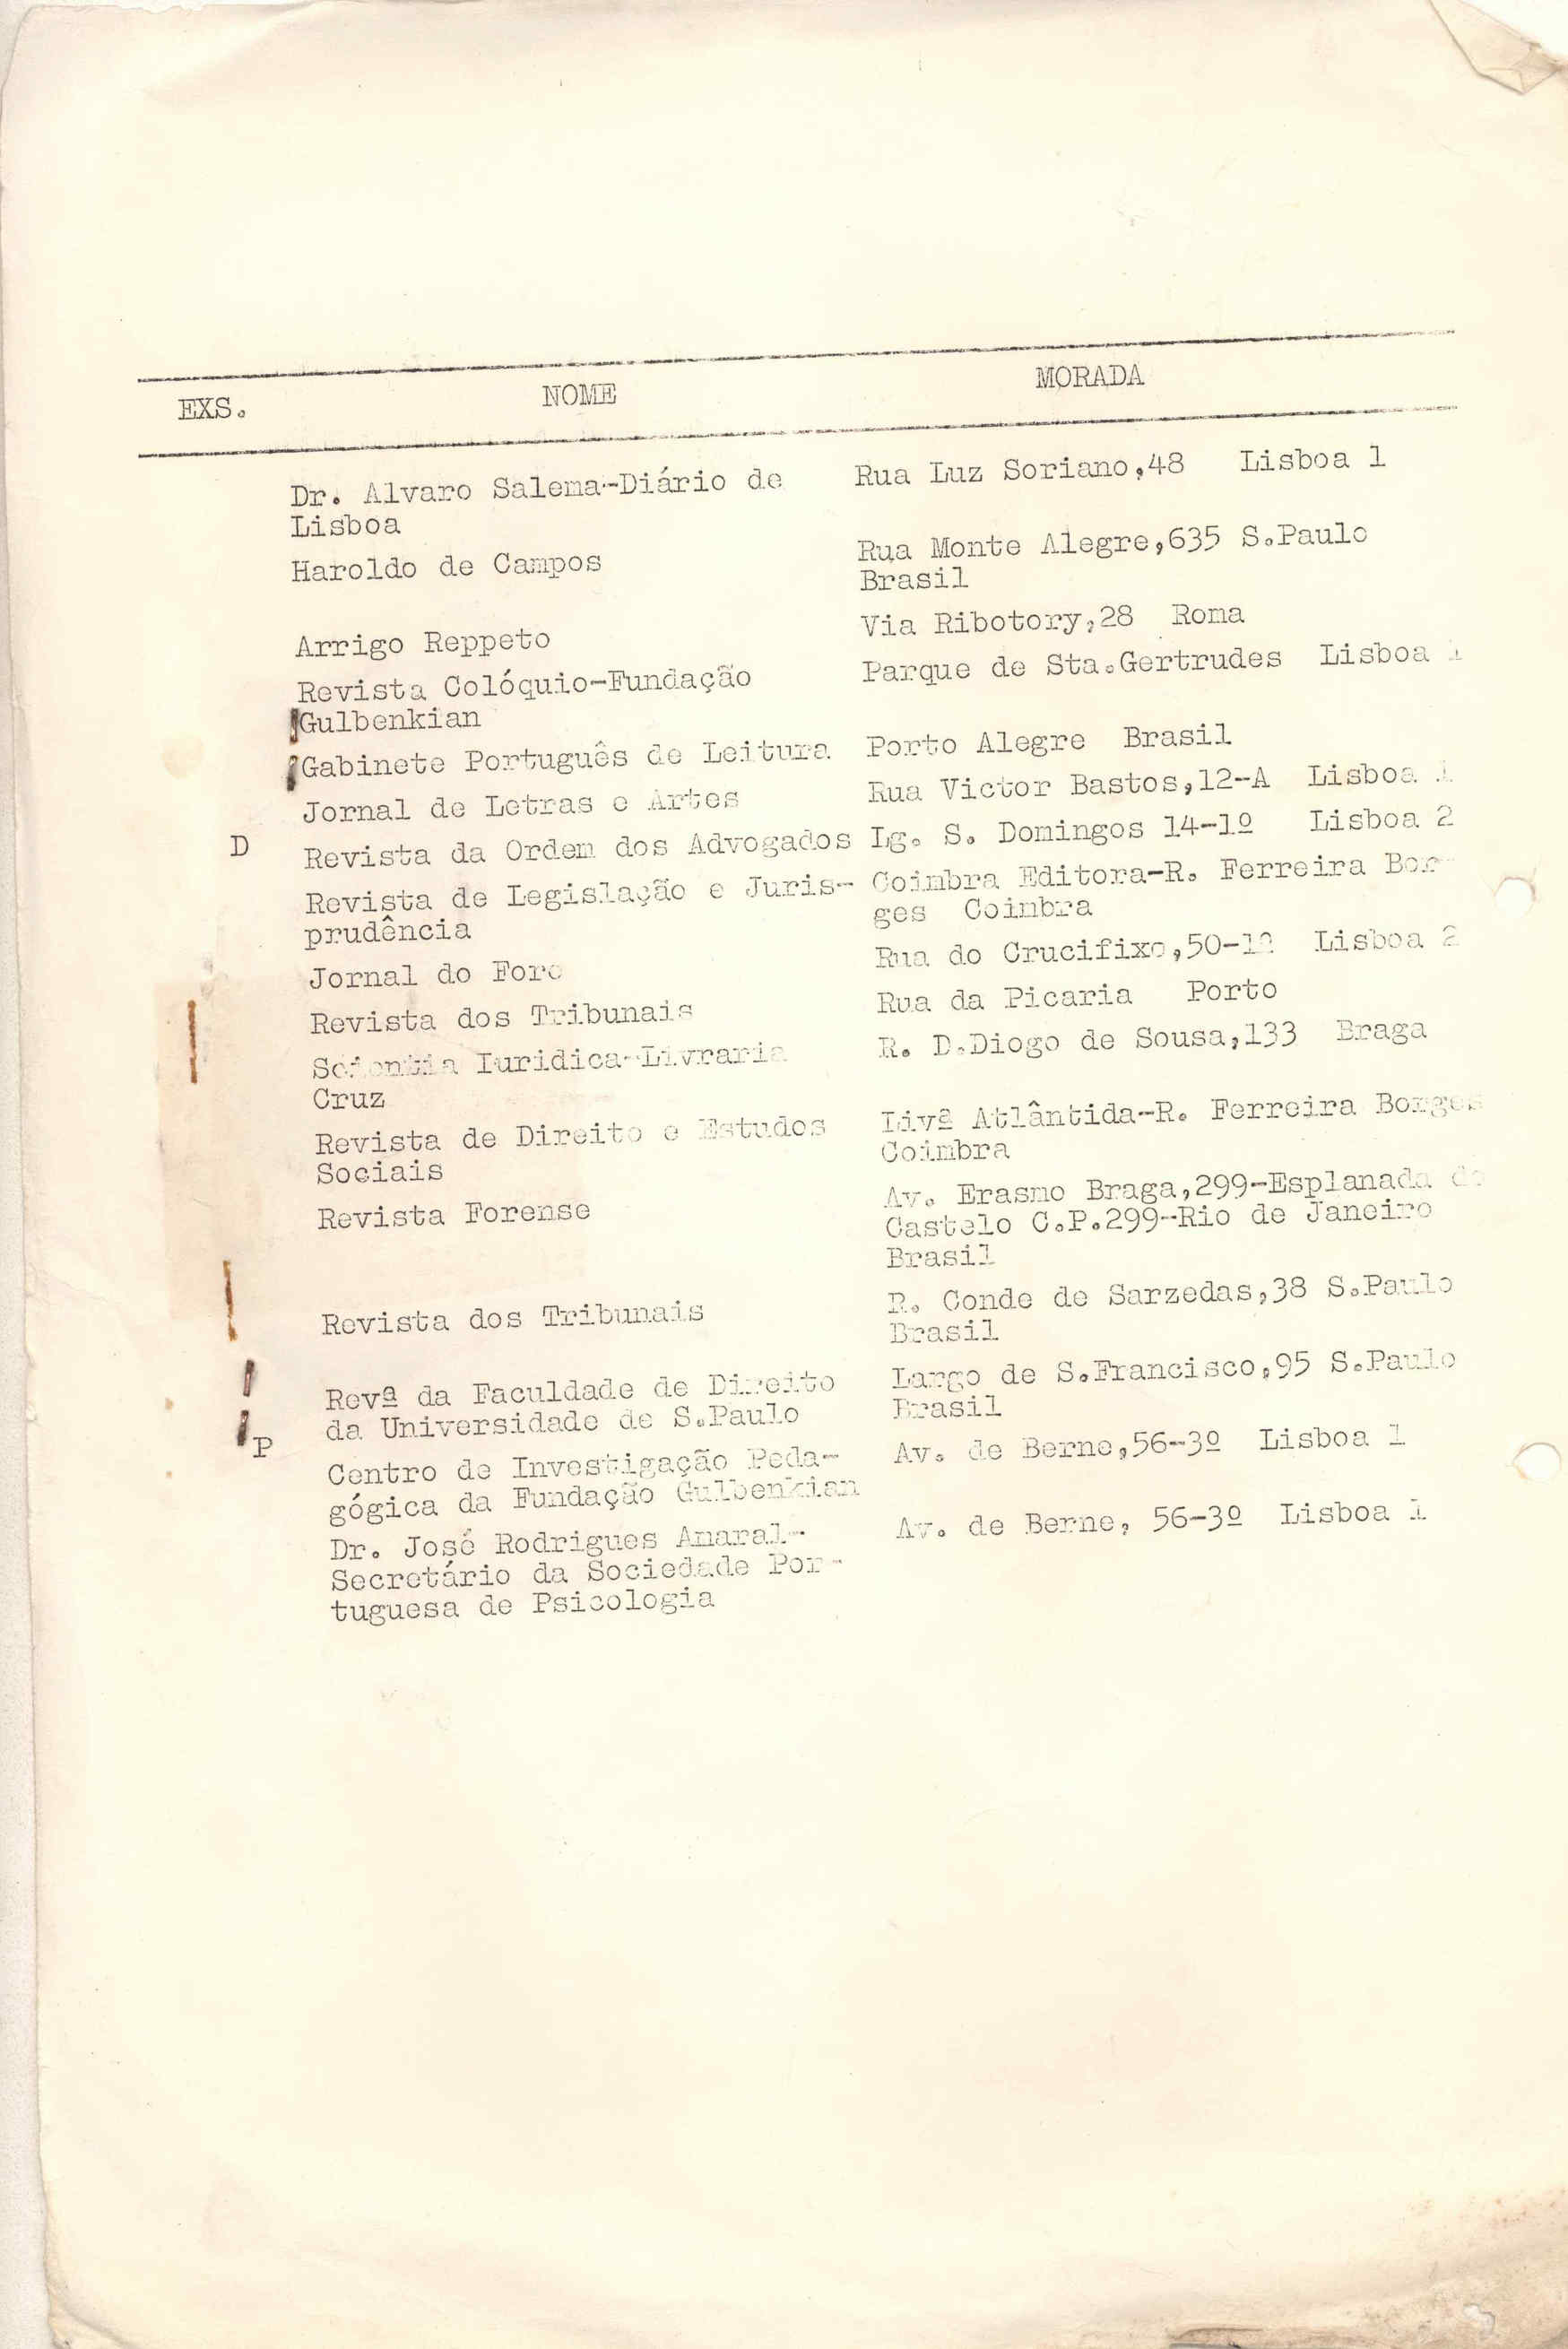 EXS. NOME MORADA
Dr. Alvaro Salema-Diário de Rua Luz Soriano,48 Lisboa 1
Lisboa
Haroldo de Campos Rua Monte Alegre,635 S.Paulo
Brasil
Arrigo Reppeto Via Ribotory,28 Roma
Revista Colóquio-Fundação Parque de Sta.Gertrudes Lisboa 1
Gulbenkian
Gabinete Português de Leitura Porto Alegre Brasil
Jornal de Letras e Artes Rua Victor Bastos,12-A Lisboa 1
D Revista da Ordem dos Advogados Lg. S. Domingos 14-1º Lisboa 2
Revista de Legislação e Juris- Coimbra Editora-R. Ferreira Bor-
prudência ges Coimbra
Jornal do Foro Rua do Crucifixo,50-1º Lisboa 2
Revista dos Tribunais Rua da Picaria Porto
Scientia Iuridica-Livraria R. D.Diogo de Sousa,133 Braga
Cruz
Revista de Direito e Estudos Livª Atlântida-R. Ferreira Borges
Sociais Coimbra
Revista Forense Av. Erasmo Braga,299-Esplanada do
Castelo C.P.299-Rio de Janeiro
Brasil
Revista dos Tribunais R. Conde de Sarzedas,38 S.Paulo
Brasil
Revª da Faculdade de Direito Largo de S.Francisco,95 S.Paulo
da Universidade de S.Paulo Brasil
P Centro de Investigação Peda- Av. de Berne,56-3º Lisboa 1
gógica da Fundação Gulbenkian
Dr. José Rodrigues Amaral- Av. de Berne, 56-3º Lisboa 1
Secretário da Sociedade Por-
tuguesa de Psicologia